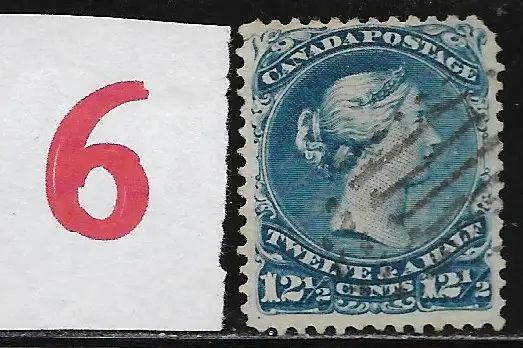 6
CANADA POSTAGE
TWELVE & A HALF
12½ CENTS 12½